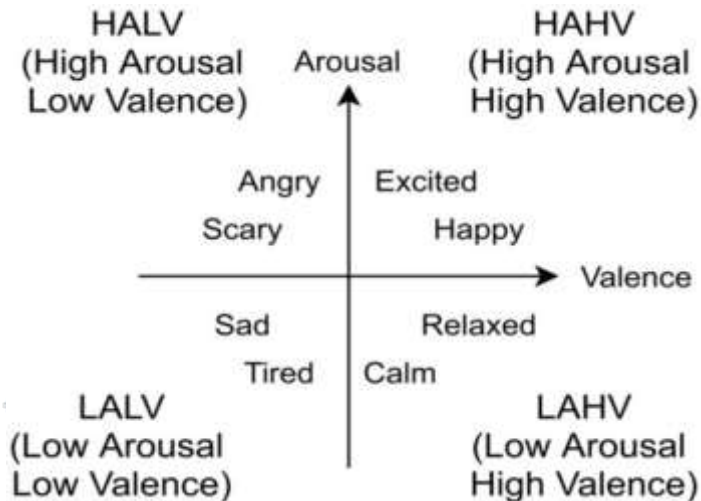 HALV
(High Arousal
Low Valence)
Arousal
HAHV
(High Arousal
High Valence)
Angry
Excited
Scary
Happy
Valence
Sad
Relaxed
Tired
Calm
LALV
(Low Arousal
Low Valence)
LAHV
(Low Arousal
High Valence)